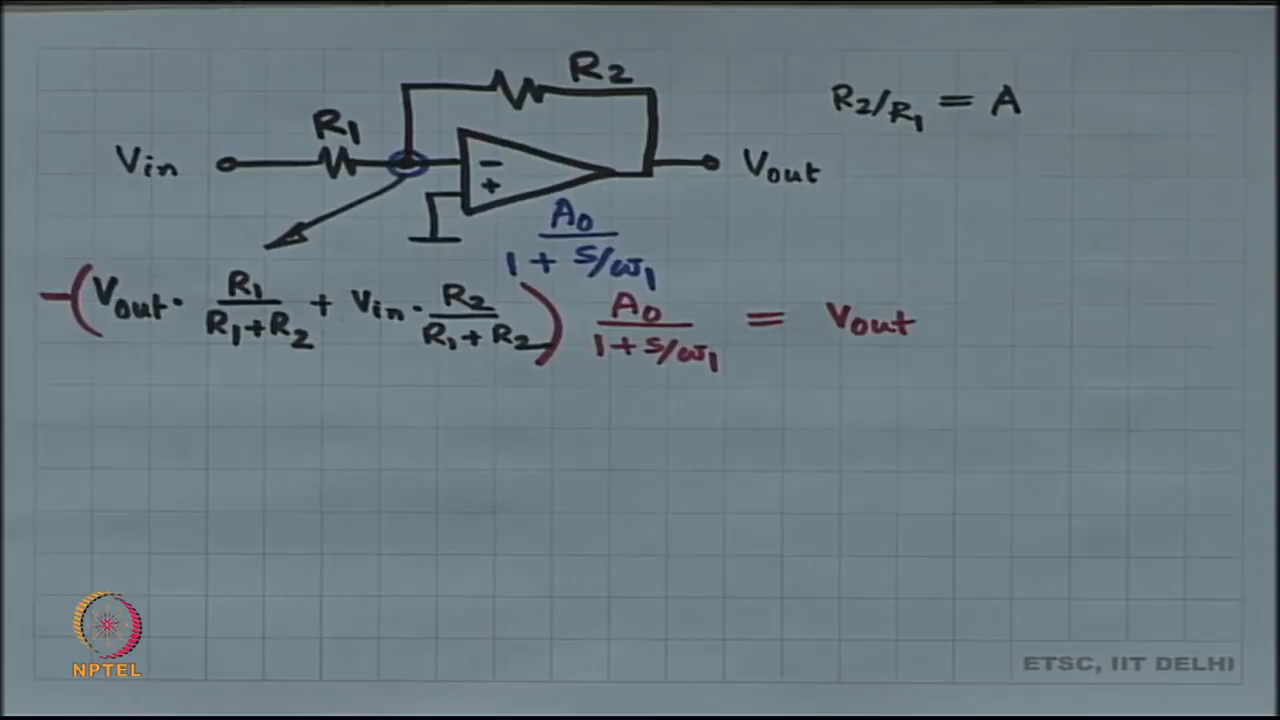 R2
R2/R1 = A
R1
Vin
Vout
−
+
A0 / 1 + s/ω1
−(Vout · R1 / R1+R2 + Vin · R2 / R1+R2) A0 / 1+s/ω1 = Vout
NPTEL
ETSC, IIT DELHI